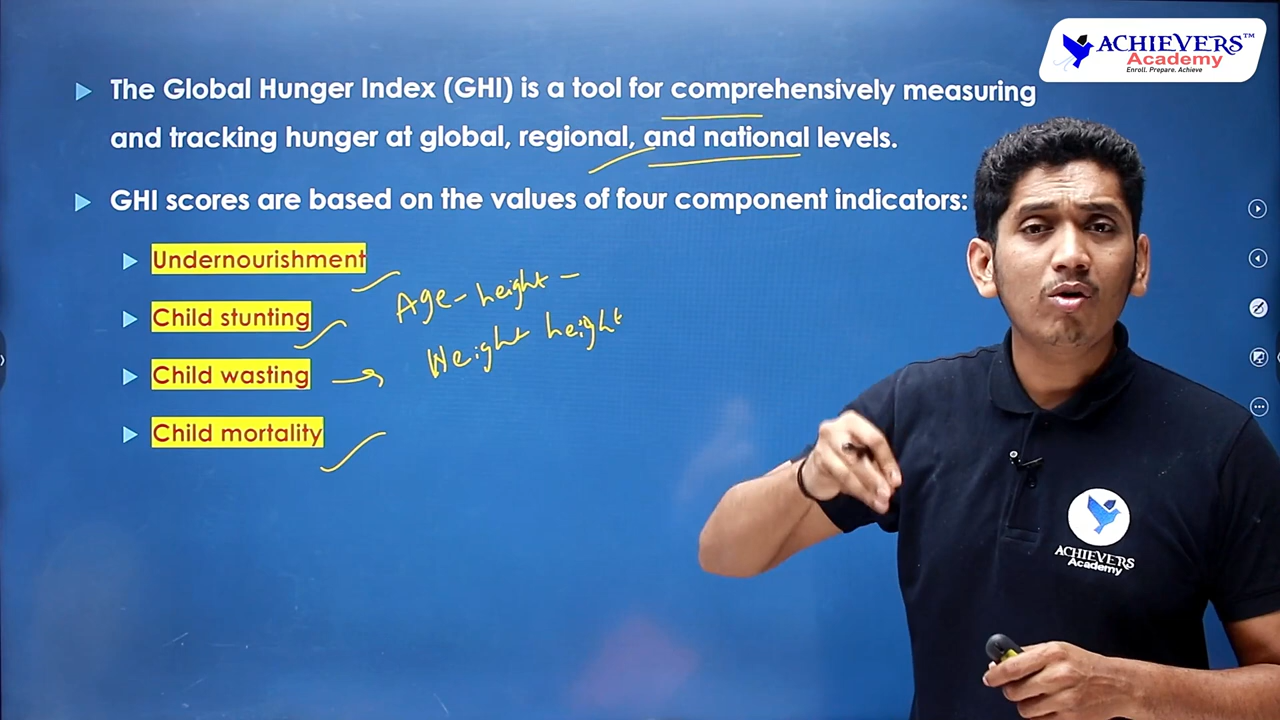 ACHIEVERS™
Academy
Enroll. Prepare. Achieve
The Global Hunger Index (GHI) is a tool for comprehensively measuring
and tracking hunger at global, regional, and national levels.
GHI scores are based on the values of four component indicators:
Undernourishment
Child stunting
Age - height -
Child wasting
Weight height
Child mortality
ACHIEVERS
Academy